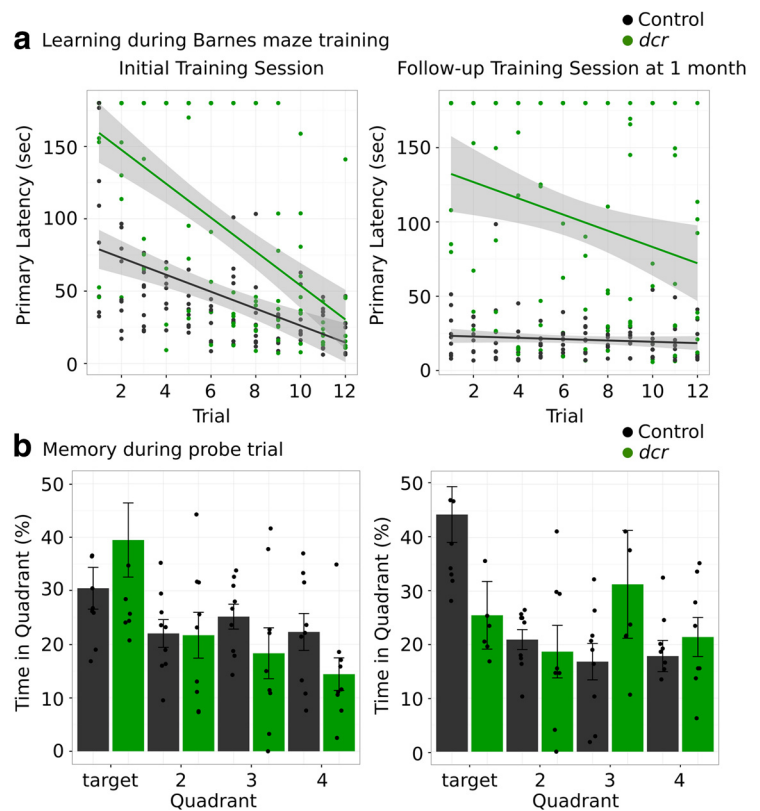 Control
a Learning during Barnes maze training
dcr
Initial Training Session
Follow-up Training Session at 1 month
Primary Latency (sec)
150
100
50
0
2 4 6 8 10 12
Trial
Primary Latency (sec)
150
100
50
0
2 4 6 8 10 12
Trial
b Memory during probe trial
Control
dcr
Time in Quadrant (%)
50
40
30
20
10
0
target 2 3 4
Quadrant
Time in Quadrant (%)
50
40
30
20
10
0
target 2 3 4
Quadrant